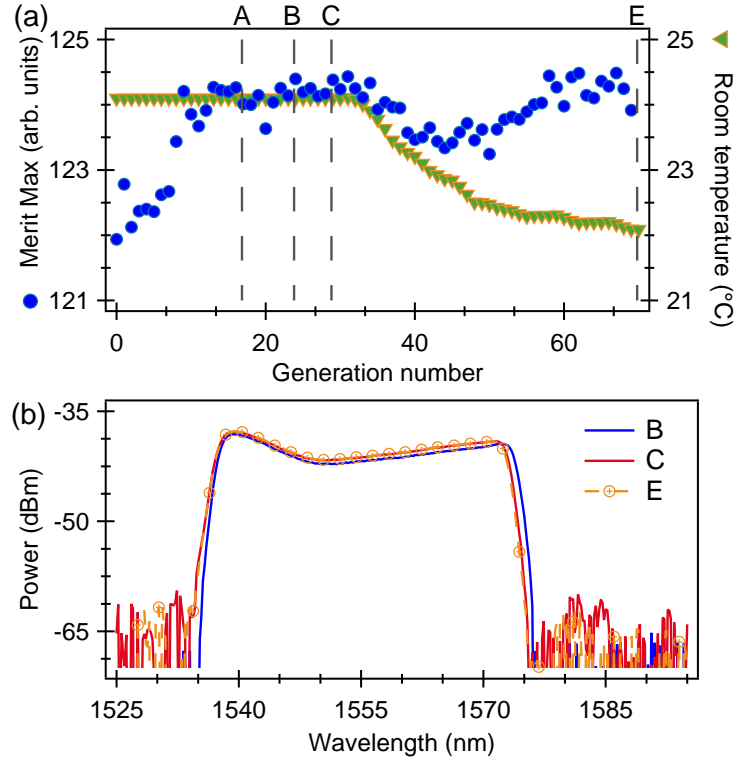 (a)
A B C E
125 25
123 23
121 21
Merit Max (arb. units)
Room temperature (°C)
0 20 40 60
Generation number
(b)
-35
-50
-65
Power (dBm)
B
C
E
1525 1540 1555 1570 1585
Wavelength (nm)